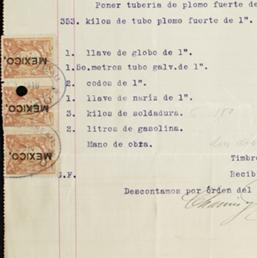 Poner tuberia de plomo fuerte de
353. kilos de tubo plomo fuerte de 1".
1. llave de globo de 1"
1.50.metros tubo galv.de 1".
2. codos de 1".
1. llave de nariz de 1".
3. kilos de soldadura.
2. litros de gasolina.
Mano de obra.
Timbre
G.F. Recib
Descontamos por órden del
MEXICO,
MEXICO,
MEXICO,